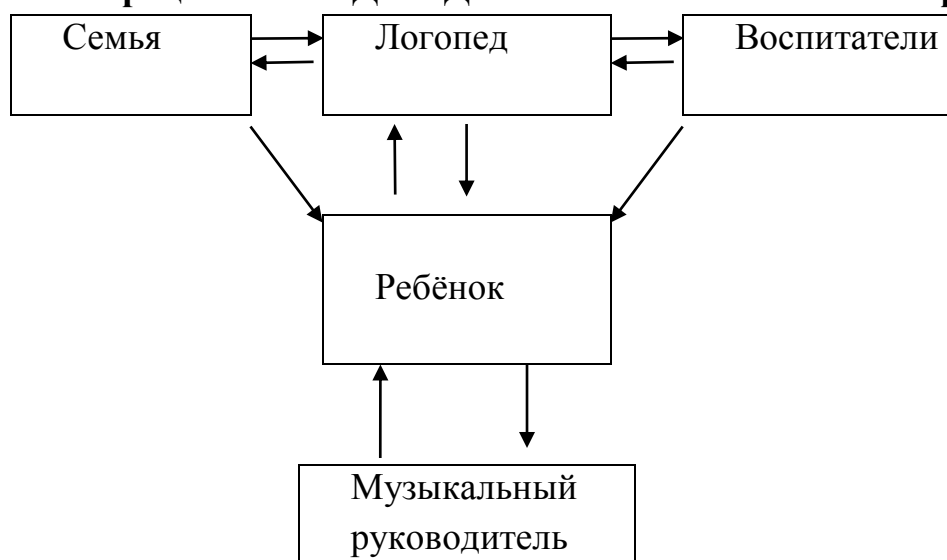 Семья
Логопед
Воспитатели
Ребёнок
Музыкальный
руководитель